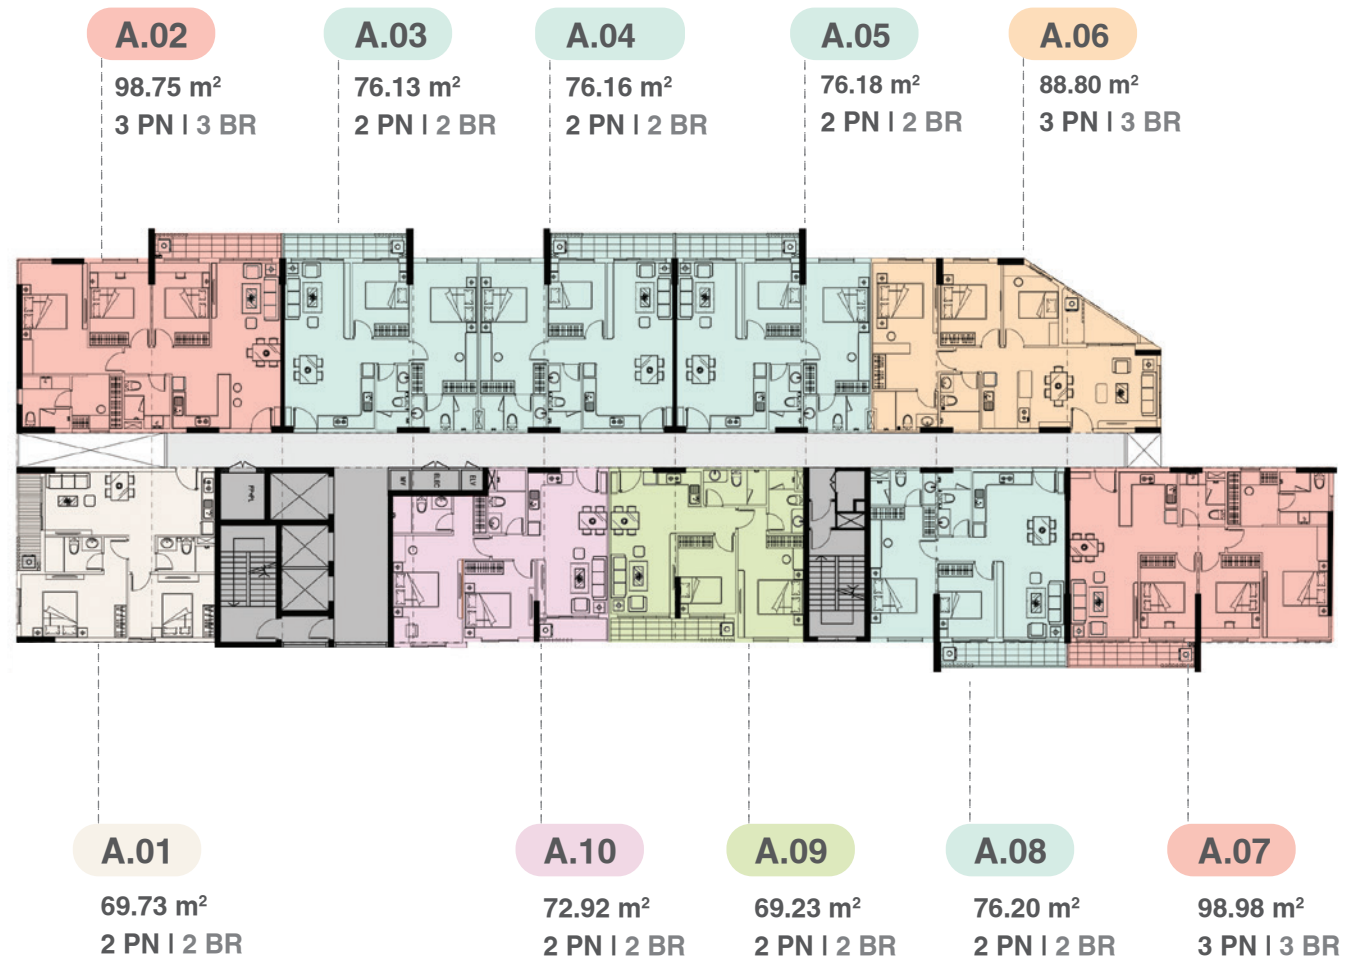 A.02
98.75 m²
3 PN | 3 BR
A.03
76.13 m²
2 PN | 2 BR
A.04
76.16 m²
2 PN | 2 BR
A.05
76.18 m²
2 PN | 2 BR
A.06
88.80 m²
3 PN | 3 BR
ELEC
ELV
A.01
69.73 m²
2 PN | 2 BR
A.10
72.92 m²
2 PN | 2 BR
A.09
69.23 m²
2 PN | 2 BR
A.08
76.20 m²
2 PN | 2 BR
A.07
98.98 m²
3 PN | 3 BR